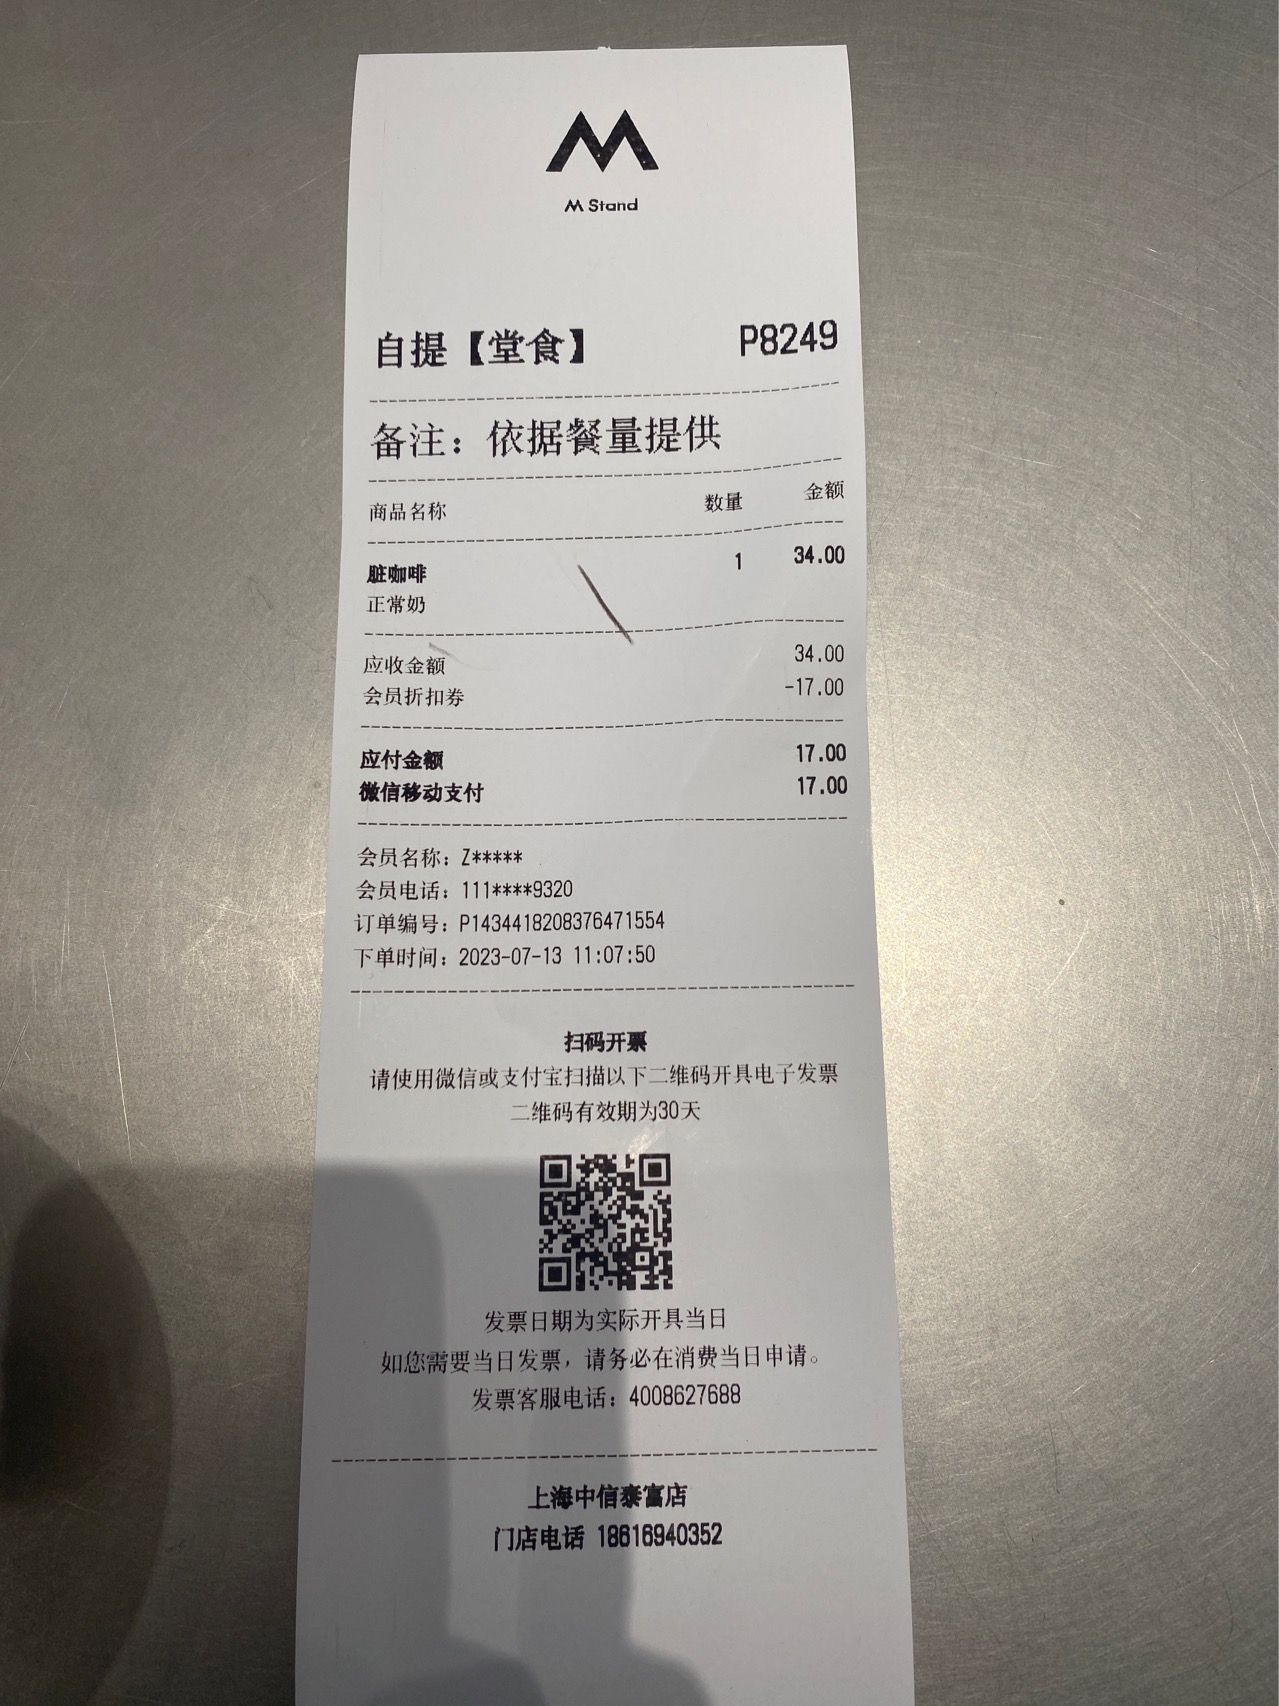 M Stand
自提【堂食】 P8249
备注：依据餐量提供
商品名称 数量 金额
脏咖啡 1 34.00
正常奶
应收金额 34.00
会员折扣券 -17.00
应付金额 17.00
微信移动支付 17.00
会员名称：Z*****
会员电话：111****9320
订单编号：P1434418208376471554
下单时间：2023-07-13 11:07:50
扫码开票
请使用微信或支付宝扫描以下二维码开具电子发票
二维码有效期为30天
发票日期为实际开具当日
如您需要当日发票，请务必在消费当日申请。
发票客服电话：4008627688
上海中信泰富店
门店电话 18616940352